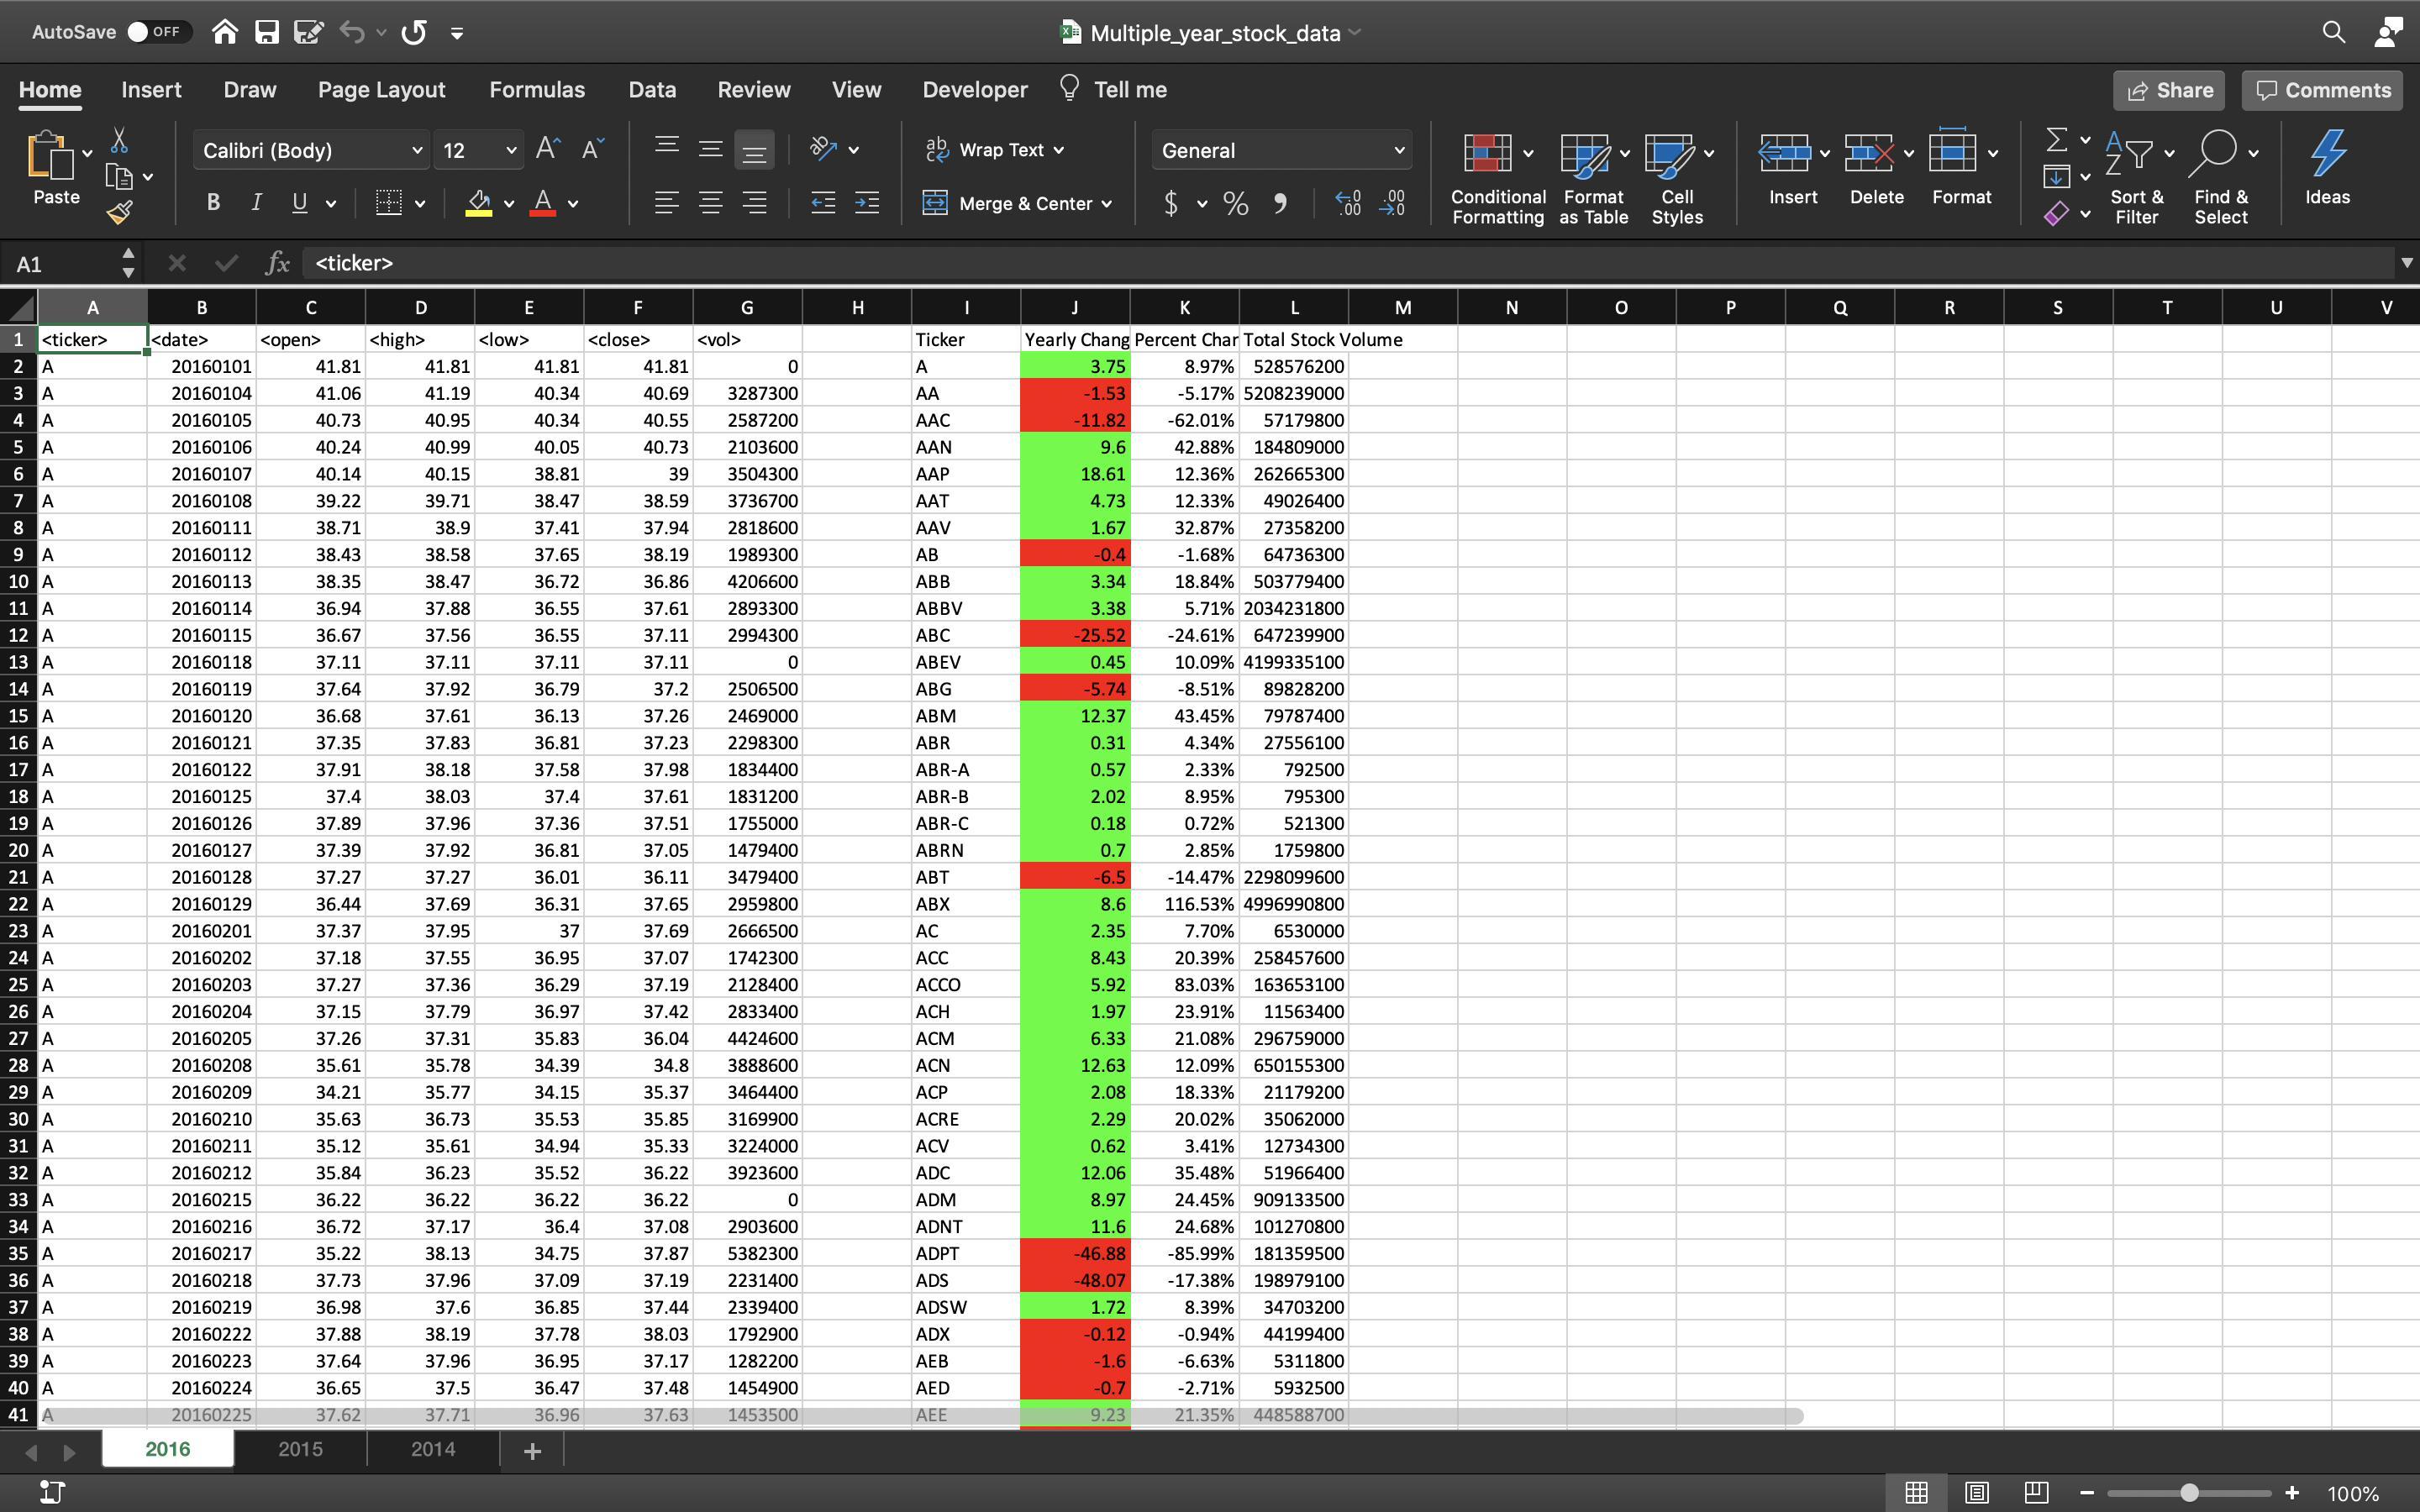 AutoSave OFF Multiple_year_stock_data
Home Insert Draw Page Layout Formulas Data Review View Developer Tell me Share Comments
Paste Calibri (Body) 12 Wrap Text General Conditional Formatting Format as Table Cell Styles Insert Delete Format Sort & Filter Find & Select Ideas
B I U Merge & Center $ %
A1 fx <ticker>
A B C D E F G H I J K L M N O P Q R S T U V
1 <ticker> <date> <open> <high> <low> <close> <vol> Ticker Yearly Chang Percent Char Total Stock Volume
2 A 20160101 41.81 41.81 41.81 41.81 0 A 3.75 8.97% 528576200
3 A 20160104 41.06 41.19 40.34 40.69 3287300 AA -1.53 -5.17% 5208239000
4 A 20160105 40.73 40.95 40.34 40.55 2587200 AAC -11.82 -62.01% 57179800
5 A 20160106 40.24 40.99 40.05 40.73 2103600 AAN 9.6 42.88% 184809000
6 A 20160107 40.14 40.15 38.81 39 3504300 AAP 18.61 12.36% 262665300
7 A 20160108 39.22 39.71 38.47 38.59 3736700 AAT 4.73 12.33% 49026400
8 A 20160111 38.71 38.9 37.41 37.94 2818600 AAV 1.67 32.87% 27358200
9 A 20160112 38.43 38.58 37.65 38.19 1989300 AB -0.4 -1.68% 64736300
10 A 20160113 38.35 38.47 36.72 36.86 4206600 ABB 3.34 18.84% 503779400
11 A 20160114 36.94 37.88 36.55 37.61 2893300 ABBV 3.38 5.71% 2034231800
12 A 20160115 36.67 37.56 36.55 37.11 2994300 ABC -25.52 -24.61% 647239900
13 A 20160118 37.11 37.11 37.11 37.11 0 ABEV 0.45 10.09% 4199335100
14 A 20160119 37.64 37.92 36.79 37.2 2506500 ABG -5.74 -8.51% 89828200
15 A 20160120 36.68 37.61 36.13 37.26 2469000 ABM 12.37 43.45% 79787400
16 A 20160121 37.35 37.83 36.81 37.23 2298300 ABR 0.31 4.34% 27556100
17 A 20160122 37.91 38.18 37.58 37.98 1834400 ABR-A 0.57 2.33% 792500
18 A 20160125 37.4 38.03 37.4 37.61 1831200 ABR-B 2.02 8.95% 795300
19 A 20160126 37.89 37.96 37.36 37.51 1755000 ABR-C 0.18 0.72% 521300
20 A 20160127 37.39 37.92 36.81 37.05 1479400 ABRN 0.7 2.85% 1759800
21 A 20160128 37.27 37.27 36.01 36.11 3479400 ABT -6.5 -14.47% 2298099600
22 A 20160129 36.44 37.69 36.31 37.65 2959800 ABX 8.6 116.53% 4996990800
23 A 20160201 37.37 37.95 37 37.69 2666500 AC 2.35 7.70% 6530000
24 A 20160202 37.18 37.55 36.95 37.07 1742300 ACC 8.43 20.39% 258457600
25 A 20160203 37.27 37.36 36.29 37.19 2128400 ACCO 5.92 83.03% 163653100
26 A 20160204 37.15 37.79 36.97 37.42 2833400 ACH 1.97 23.91% 11563400
27 A 20160205 37.26 37.31 35.83 36.04 4424600 ACM 6.33 21.08% 296759000
28 A 20160208 35.61 35.78 34.39 34.8 3888600 ACN 12.63 12.09% 650155300
29 A 20160209 34.21 35.77 34.15 35.37 3464400 ACP 2.08 18.33% 21179200
30 A 20160210 35.63 36.73 35.53 35.85 3169900 ACRE 2.29 20.02% 35062000
31 A 20160211 35.12 35.61 34.94 35.33 3224000 ACV 0.62 3.41% 12734300
32 A 20160212 35.84 36.23 35.52 36.22 3923600 ADC 12.06 35.48% 51966400
33 A 20160215 36.22 36.22 36.22 36.22 0 ADM 8.97 24.45% 909133500
34 A 20160216 36.72 37.17 36.4 37.08 2903600 ADNT 11.6 24.68% 101270800
35 A 20160217 35.22 38.13 34.75 37.87 5382300 ADPT -46.88 -85.99% 181359500
36 A 20160218 37.73 37.96 37.09 37.19 2231400 ADS -48.07 -17.38% 198979100
37 A 20160219 36.98 37.6 36.85 37.44 2339400 ADSW 1.72 8.39% 34703200
38 A 20160222 37.88 38.19 37.78 38.03 1792900 ADX -0.12 -0.94% 44199400
39 A 20160223 37.64 37.96 36.95 37.17 1282200 AEB -1.6 -6.63% 5311800
40 A 20160224 36.65 37.5 36.47 37.48 1454900 AED -0.7 -2.71% 5932500
41 A 20160225 37.62 37.71 36.96 37.63 1453500 AEE 9.23 21.35% 448588700
2016 2015 2014 +
100%